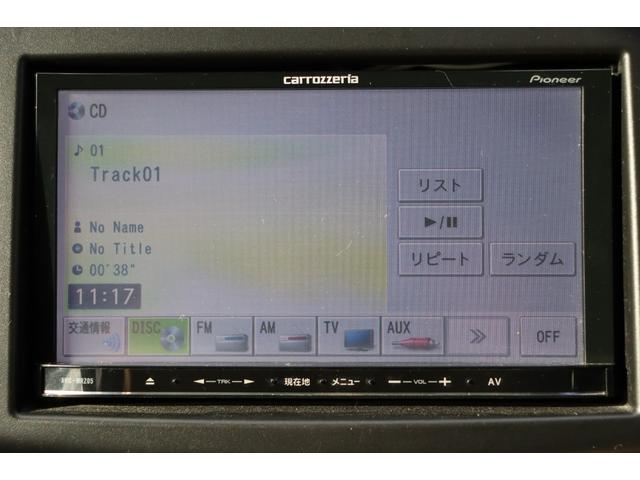 carrozzeria
Pioneer
CD
01
Track01
リスト
▶/▮▮
No Name
No Title
00'38"
リピート ランダム
11:17
交通情報 DISC FM AM TV AUX ≫ OFF
AVIC-MRZ05 ⏏ ◄─TRK─► 現在地 メニュー ─VOL─+ AV